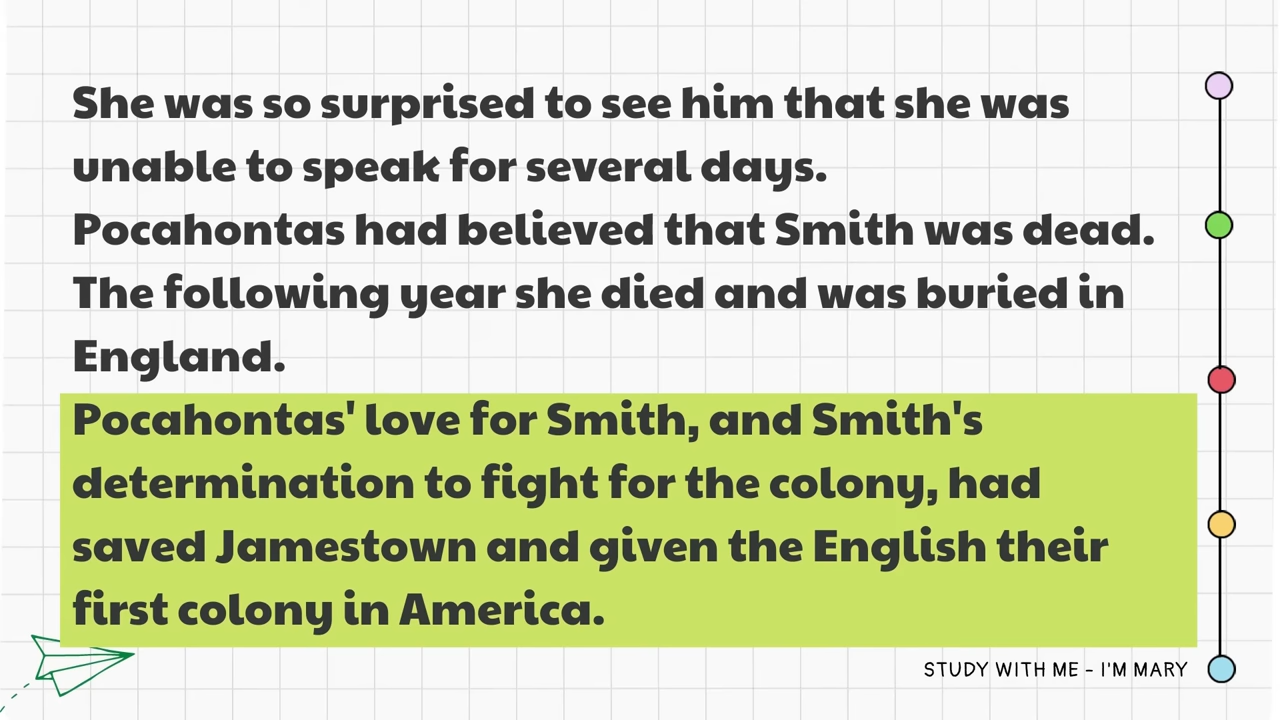 She was so surprised to see him that she was
unable to speak for several days.
Pocahontas had believed that Smith was dead.
The following year she died and was buried in
England.
Pocahontas' love for Smith, and Smith's
determination to fight for the colony, had
saved Jamestown and given the English their
first colony in America.
STUDY WITH ME - I'M MARY